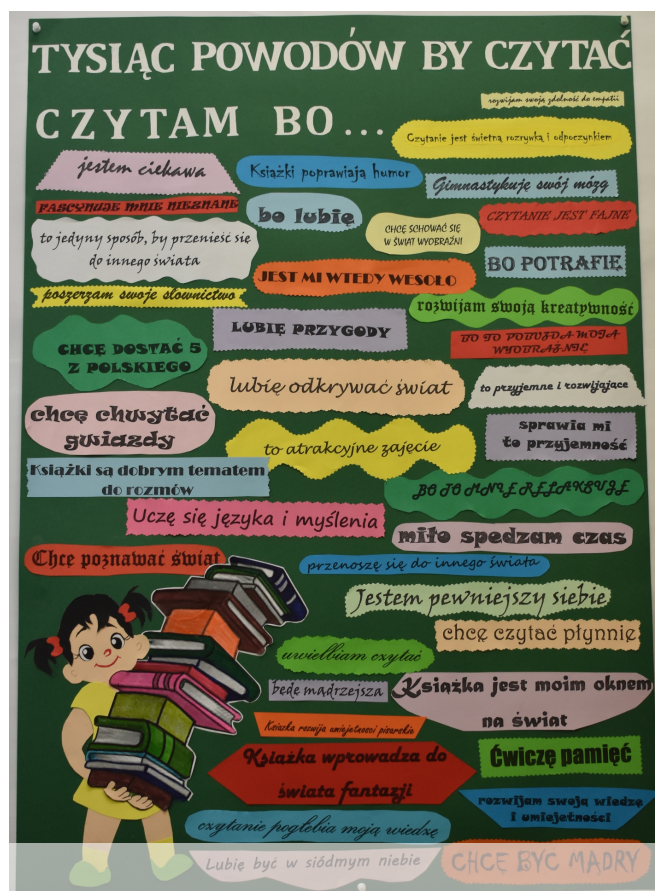 TYSIĄC POWODÓW BY CZYTAĆ
CZYTAM BO...
rozwijam swoją zdolność do empatii
Czytanie jest świetną rozrywką i odpoczynkiem
jestem ciekawa
Książki poprawiają humor
Gimnastykuję swój mózg
FASCYNUJE MNIE NIEZNANE
bo lubię
CZYTANIE JEST FAJNE
CHCĘ SCHOWAĆ SIĘ
W ŚWIAT WYOBRAŹNI
to jedyny sposób, by przenieść się
do innego świata
BO POTRAFIĘ
JEST MI WTEDY WESOŁO
poszerzam swoje słownictwo
rozwijam swoją kreatywność
LUBIĘ PRZYGODY
BO TO POBUDZA MOJĄ
WYOBRAŹNIĘ
CHCĘ DOSTAĆ 5
Z POLSKIEGO
lubię odkrywać świat
to przyjemne i rozwijające
chcę chwytać
gwiazdy
sprawia mi
to przyjemność
to atrakcyjne zajęcie
Książki są dobrym tematem
do rozmów
BO TO MNIE RELAKSUJE
Uczę się języka i myślenia
miło spędzam czas
Chcę poznawać świat
przenoszę się do innego świata
Jestem pewniejszy siebie
chcę czytać płynnie
uwielbiam czytać
będę mądrzejsza
Książka jest moim oknem
na świat
Książka rozwija umiejętności pisarskie
Książka wprowadza do
świata fantazji
Ćwiczę pamięć
rozwijam swoją wiedzę
i umiejętności
czytanie pogłębia moją wiedzę
Lubię być w siódmym niebie
CHCĘ BYĆ MĄDRY